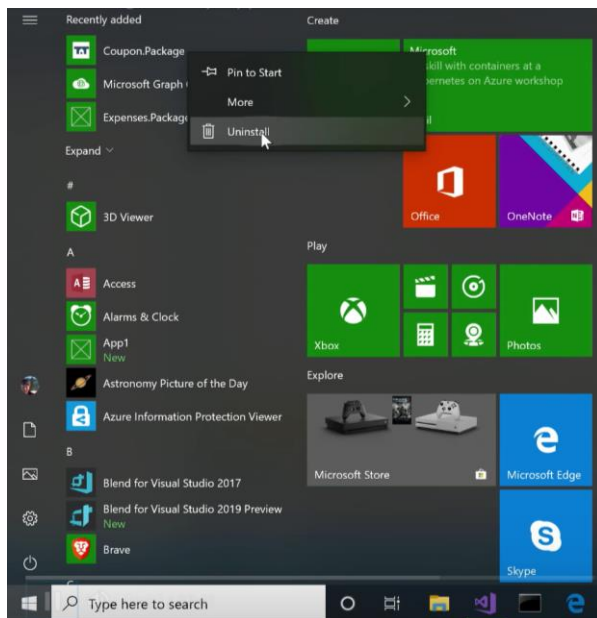 Recently added
Coupon.Package
Microsoft Graph
Expenses.Package
Expand
#
3D Viewer
A
Access
Alarms & Clock
App1
New
Astronomy Picture of the Day
Azure Information Protection Viewer
B
Blend for Visual Studio 2017
Blend for Visual Studio 2019 Preview
New
Brave
Pin to Start
More
Uninstall
Create
Microsoft
skill with containers at a
workshop
Office
OneNote
Play
Xbox
Photos
Explore
Microsoft Store
Microsoft Edge
Skype
Type here to search